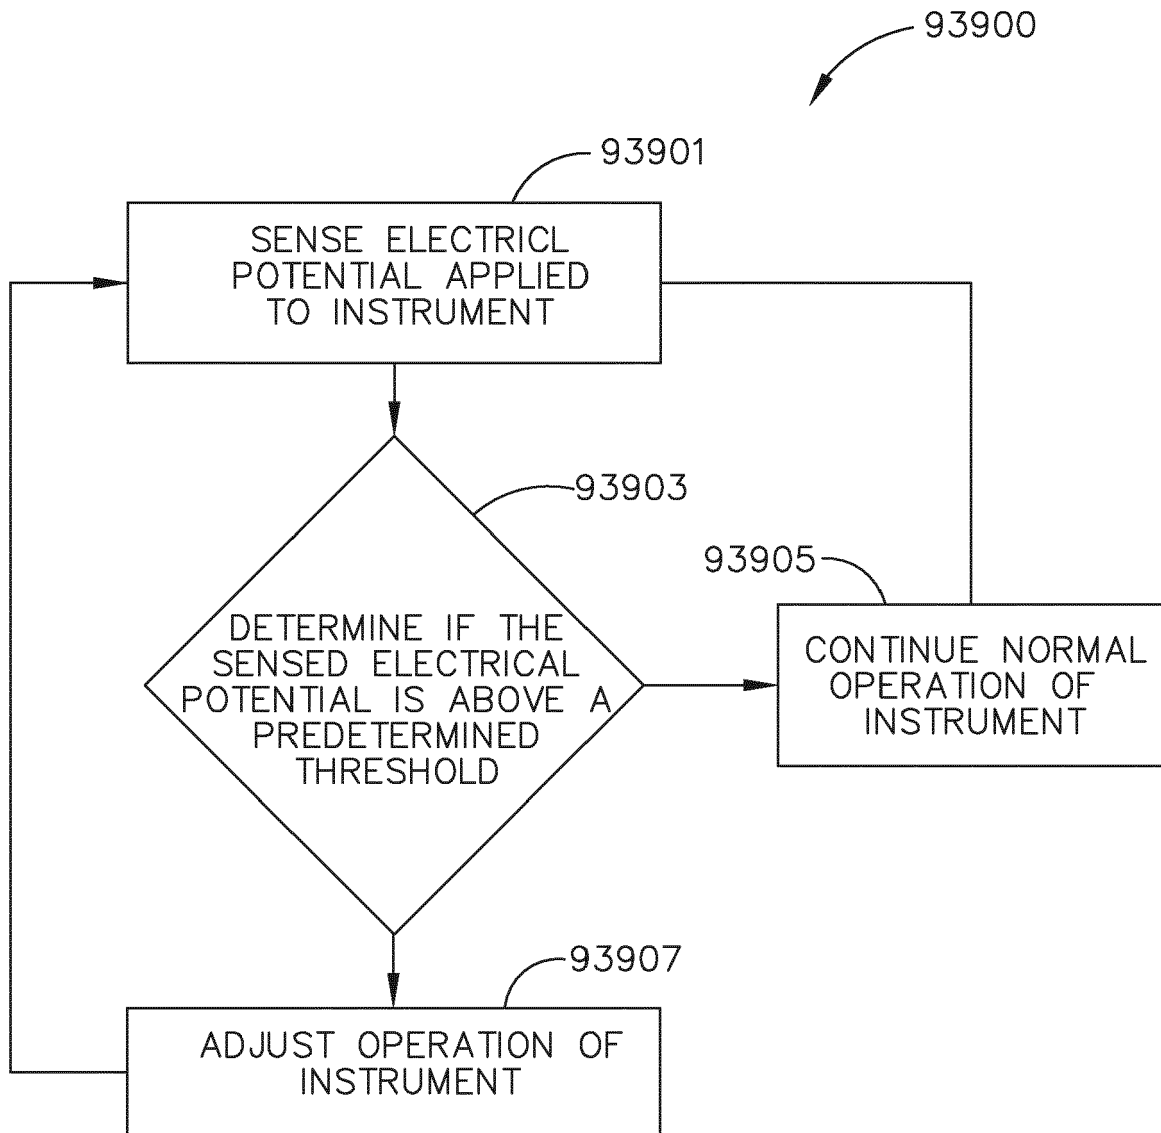 93900
93901
SENSE ELECTRICL
POTENTIAL APPLIED
TO INSTRUMENT
93903
DETERMINE IF THE
SENSED ELECTRICAL
POTENTIAL IS ABOVE A
PREDETERMINED
THRESHOLD
93905
CONTINUE NORMAL
OPERATION OF
INSTRUMENT
93907
ADJUST OPERATION OF
INSTRUMENT